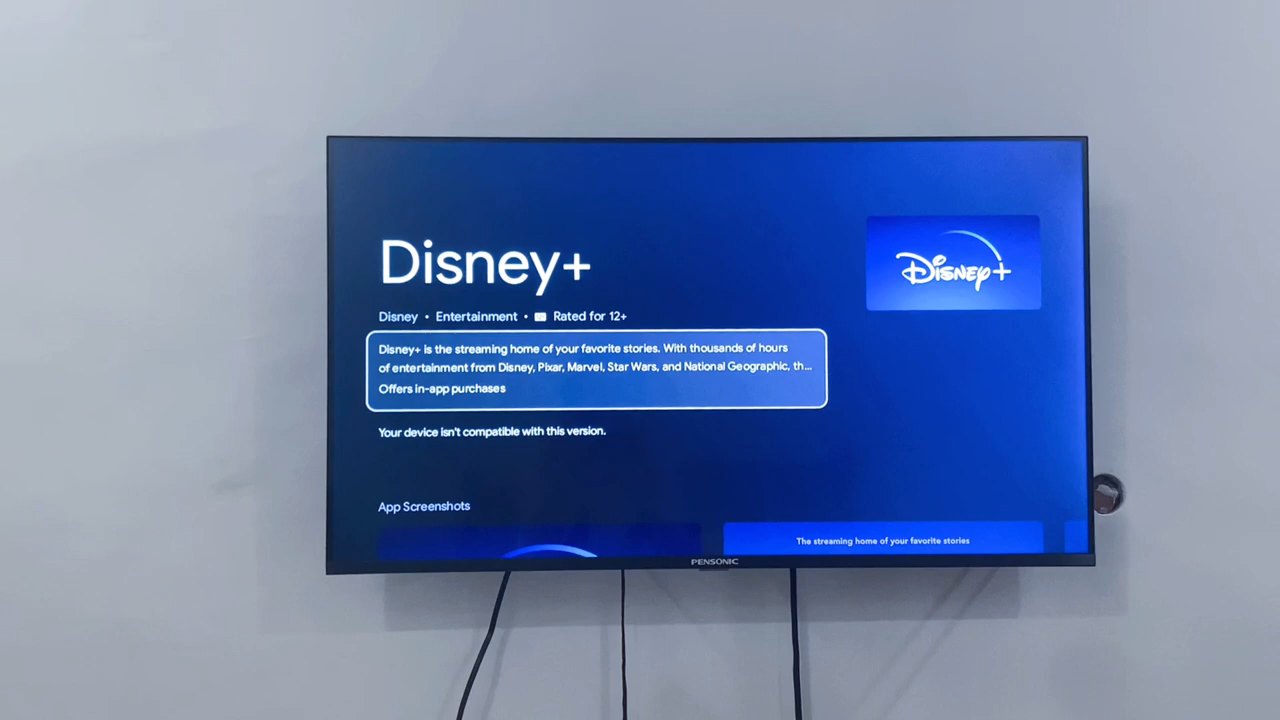 Disney+
Disney+
Disney • Entertainment • Rated for 12+
Disney+ is the streaming home of your favorite stories. With thousands of hours
of entertainment from Disney, Pixar, Marvel, Star Wars, and National Geographic, th...
Offers in-app purchases
Your device isn't compatible with this version.
App Screenshots
The streaming home of your favorite stories
PENSONIC